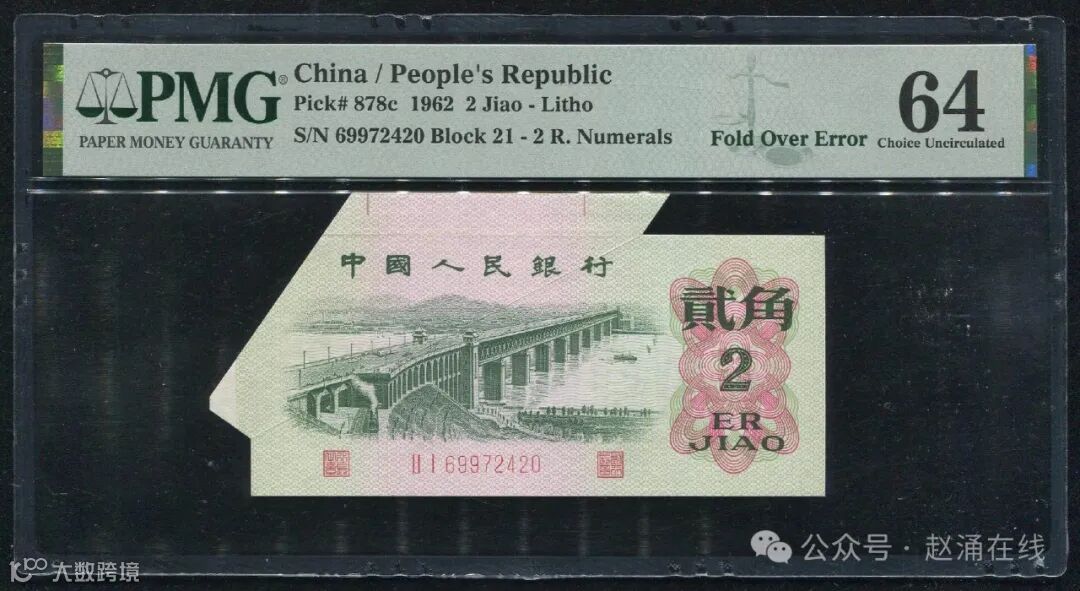 PMG®
PAPER MONEY GUARANTY
China / People's Republic
Pick# 878c 1962 2 Jiao - Litho
S/N 69972420 Block 21 - 2 R. Numerals
Fold Over Error
64
Choice Uncirculated
中國人民銀行
貳角
2
ER
JIAO
II I 69972420
公众号 · 赵涌在线
大数跨境